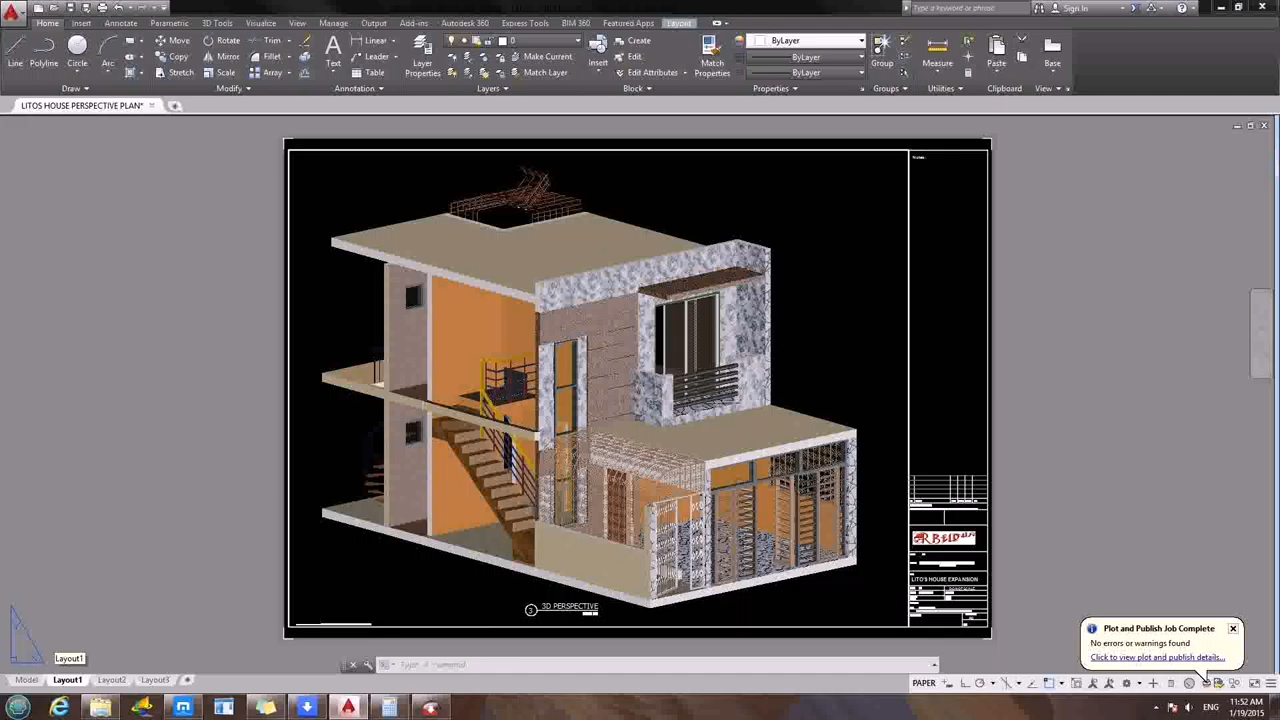 Type a keyword or phrase
Sign In
Home Insert Annotate Parametric 3D Tools Visualize View Manage Output Add-ins Autodesk 360 Express Tools BIM 360 Featured Apps Layout
Line Polyline Circle Arc
Move Rotate Trim
Copy Mirror Fillet
Stretch Scale Array
Text
Linear
Leader
Table
Layer Properties
0
Make Current
Match Layer
Insert
Create
Edit
Edit Attributes
Match Properties
ByLayer
ByLayer
ByLayer
Group Measure Paste Base
Draw Modify Annotation Layers Block Properties Groups Utilities Clipboard View
LITOS HOUSE PERSPECTIVE PLAN*
LITO'S HOUSE EXPANSION
3 3D PERSPECTIVE
Plot and Publish Job Complete
No errors or warnings found
Click to view plot and publish details...
Layout1
Type a command
Model Layout1 Layout2 Layout3
PAPER
ENG
11:52 AM
1/19/2015